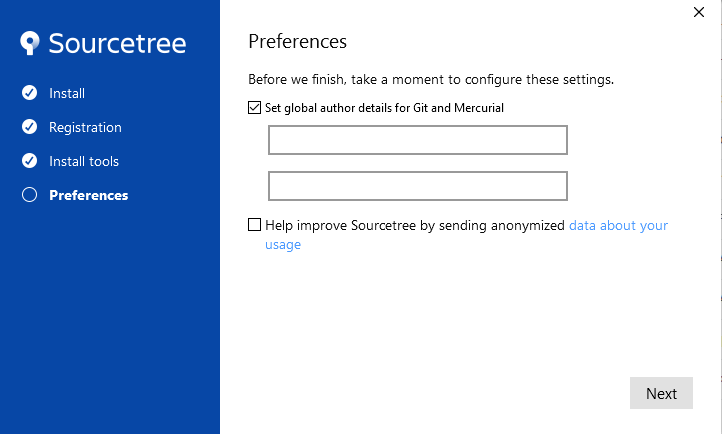 Sourcetree
Install
Registration
Install tools
Preferences
Preferences
Before we finish, take a moment to configure these settings.
Set global author details for Git and Mercurial
Help improve Sourcetree by sending anonymized data about your
usage
Next